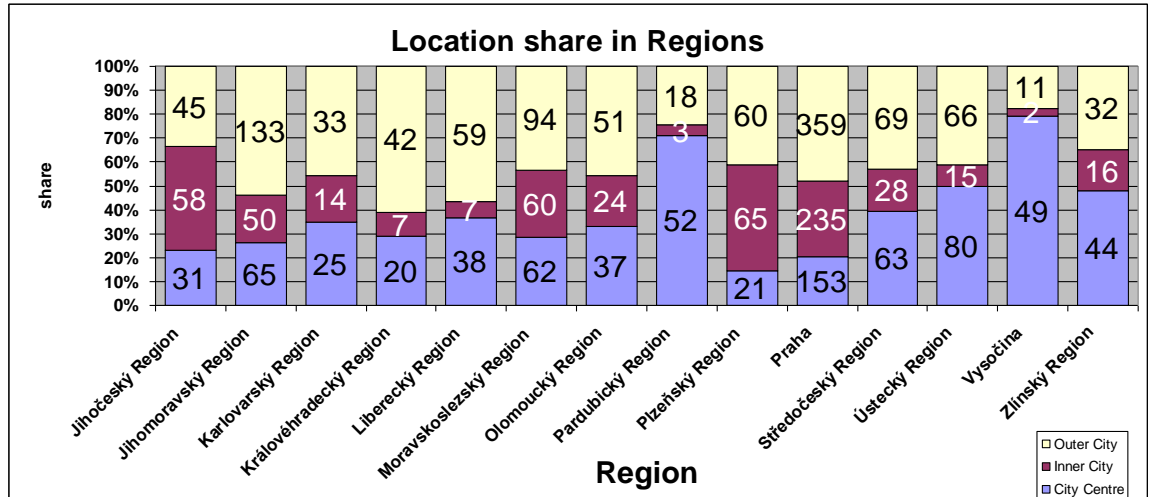 Location share in Regions
100%
90%
80%
70%
60%
50%
40%
30%
20%
10%
0%
share
45 133 33 42 59 94 51 18 60 359 69 66 11 32
58 50 14 7 7 60 24 3 65 235 28 15 2 16
31 65 25 20 38 62 37 52 21 153 63 80 49 44
Jihočeský Region
Jihomoravský Region
Karlovarský Region
Královéhradecký Region
Liberecký Region
Moravskoslezský Region
Olomoucký Region
Pardubický Region
Plzeňský Region
Praha
Středočeský Region
Ústecký Region
Vysočina
Zlínský Region
Region
Outer City
Inner City
City Centre